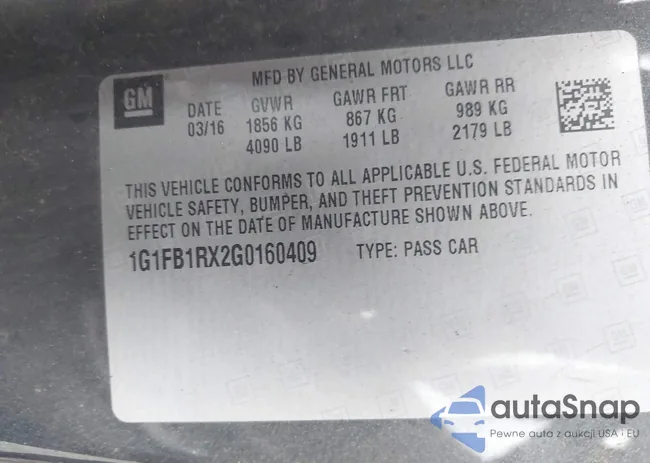 MFD BY GENERAL MOTORS LLC
GM
DATE GVWR GAWR FRT GAWR RR
03/16 1856 KG 867 KG 989 KG
4090 LB 1911 LB 2179 LB
THIS VEHICLE CONFORMS TO ALL APPLICABLE U.S. FEDERAL MOTOR
VEHICLE SAFETY, BUMPER, AND THEFT PREVENTION STANDARDS IN
EFFECT ON THE DATE OF MANUFACTURE SHOWN ABOVE.
1G1FB1RX2G0160409 TYPE: PASS CAR
autaSnap
Pewne auta z aukcji USA i EU